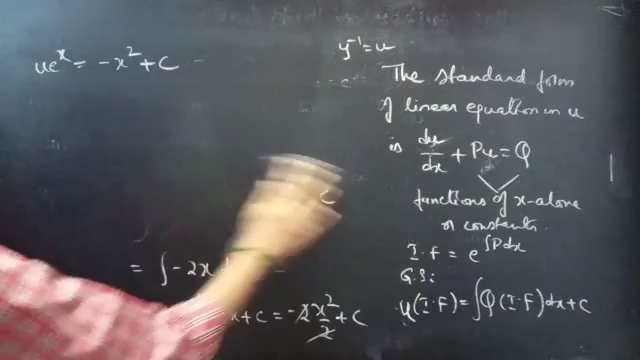 ue^x = -x^2 + c
y^-1 = u
The standard form
of linear equation in u
is du/dx + Pu = Q
functions of x-alone
or constants
I.f = e^∫Pdx
G.S:
u(I.F) = ∫Q(I.F)dx + c
c
= ∫ -2x
x + c = -2x^2/2 + c